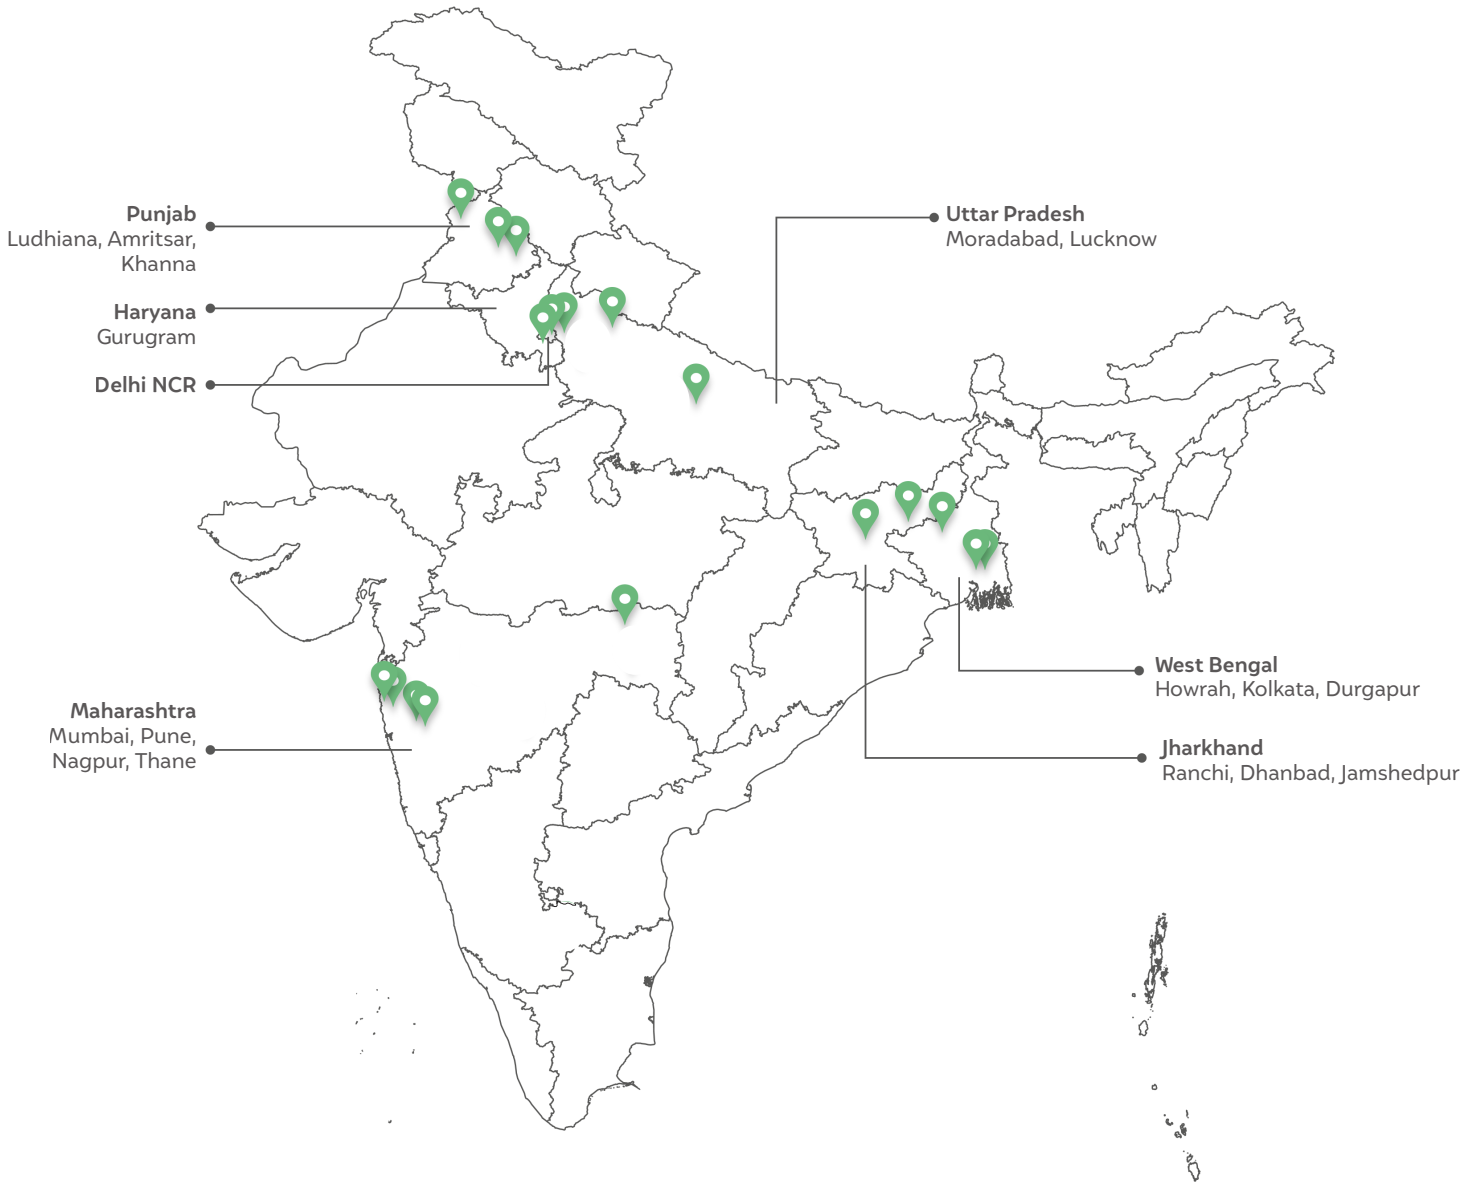 Punjab
Ludhiana, Amritsar,
Khanna
Haryana
Gurugram
Delhi NCR
Maharashtra
Mumbai, Pune,
Nagpur, Thane
Uttar Pradesh
Moradabad, Lucknow
West Bengal
Howrah, Kolkata, Durgapur
Jharkhand
Ranchi, Dhanbad, Jamshedpur